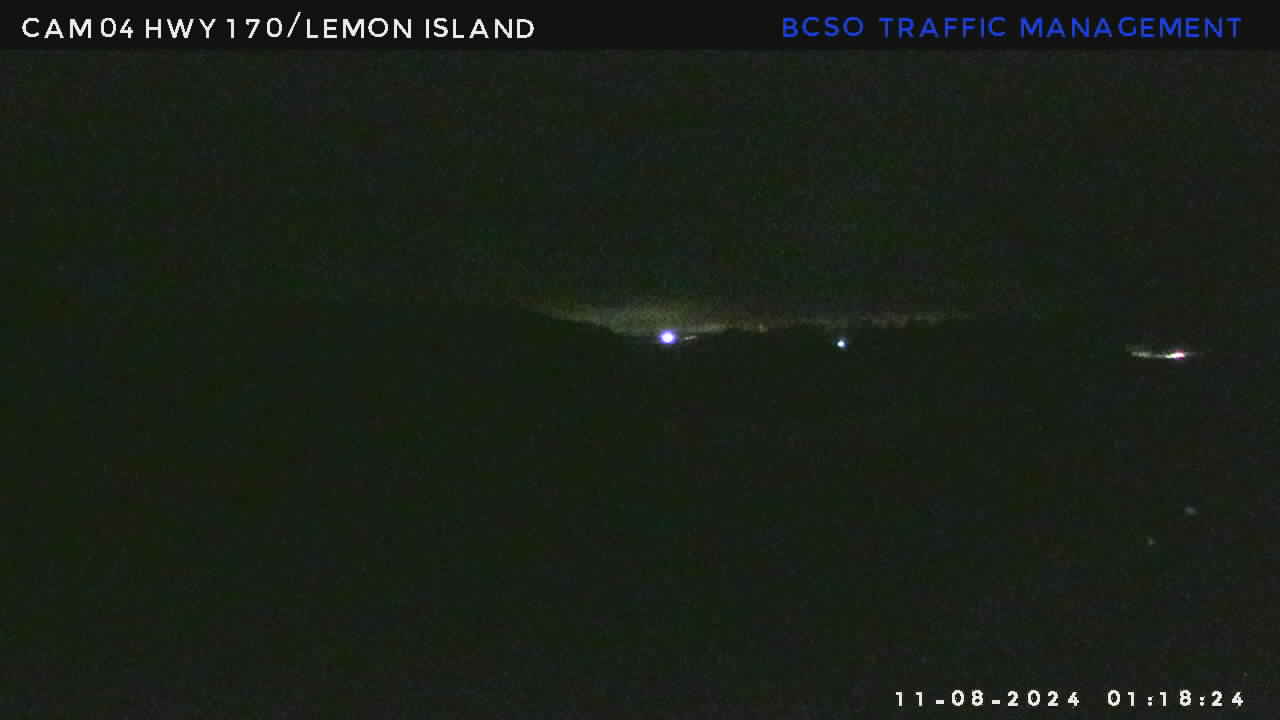 CAM04 HWY 170/LEMON ISLAND
BCSO TRAFFIC MANAGEMENT
11-08-2024 01:18:24